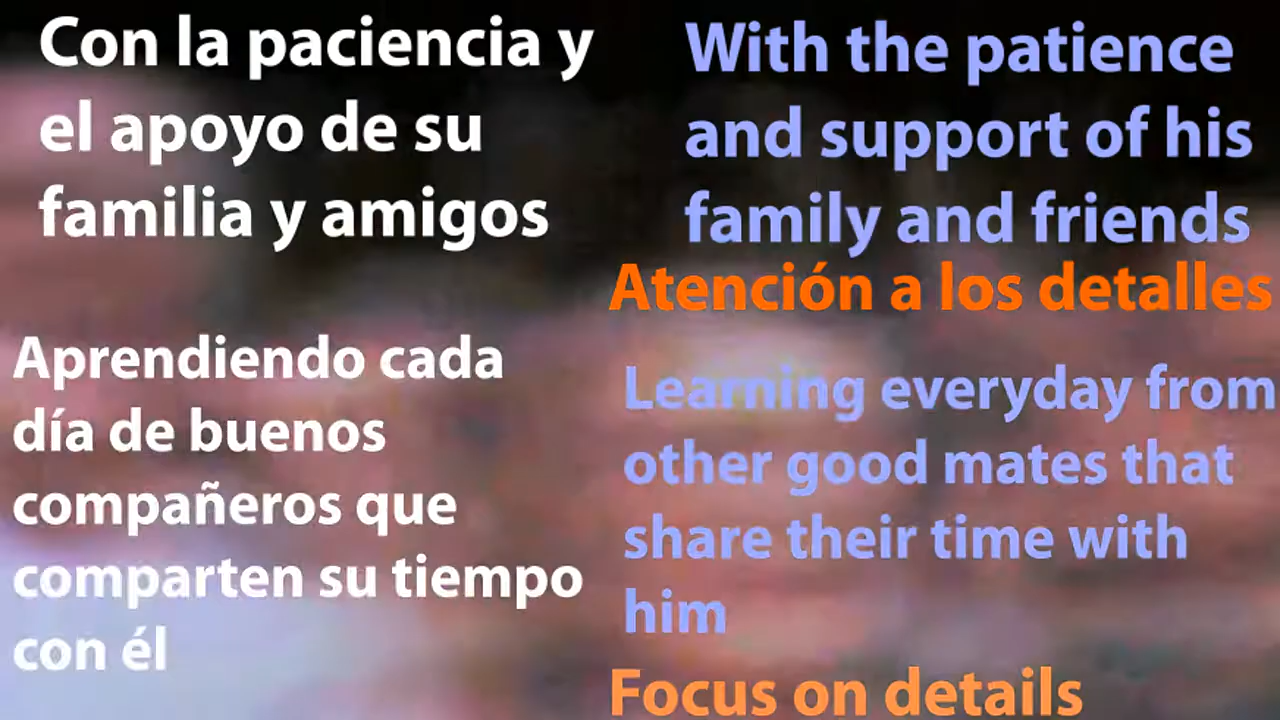 Con la paciencia y
el apoyo de su
familia y amigos
With the patience
and support of his
family and friends
Atención a los detalles
Aprendiendo cada
día de buenos
compañeros que
comparten su tiempo
con él
Learning everyday from
other good mates that
share their time with
him
Focus on details